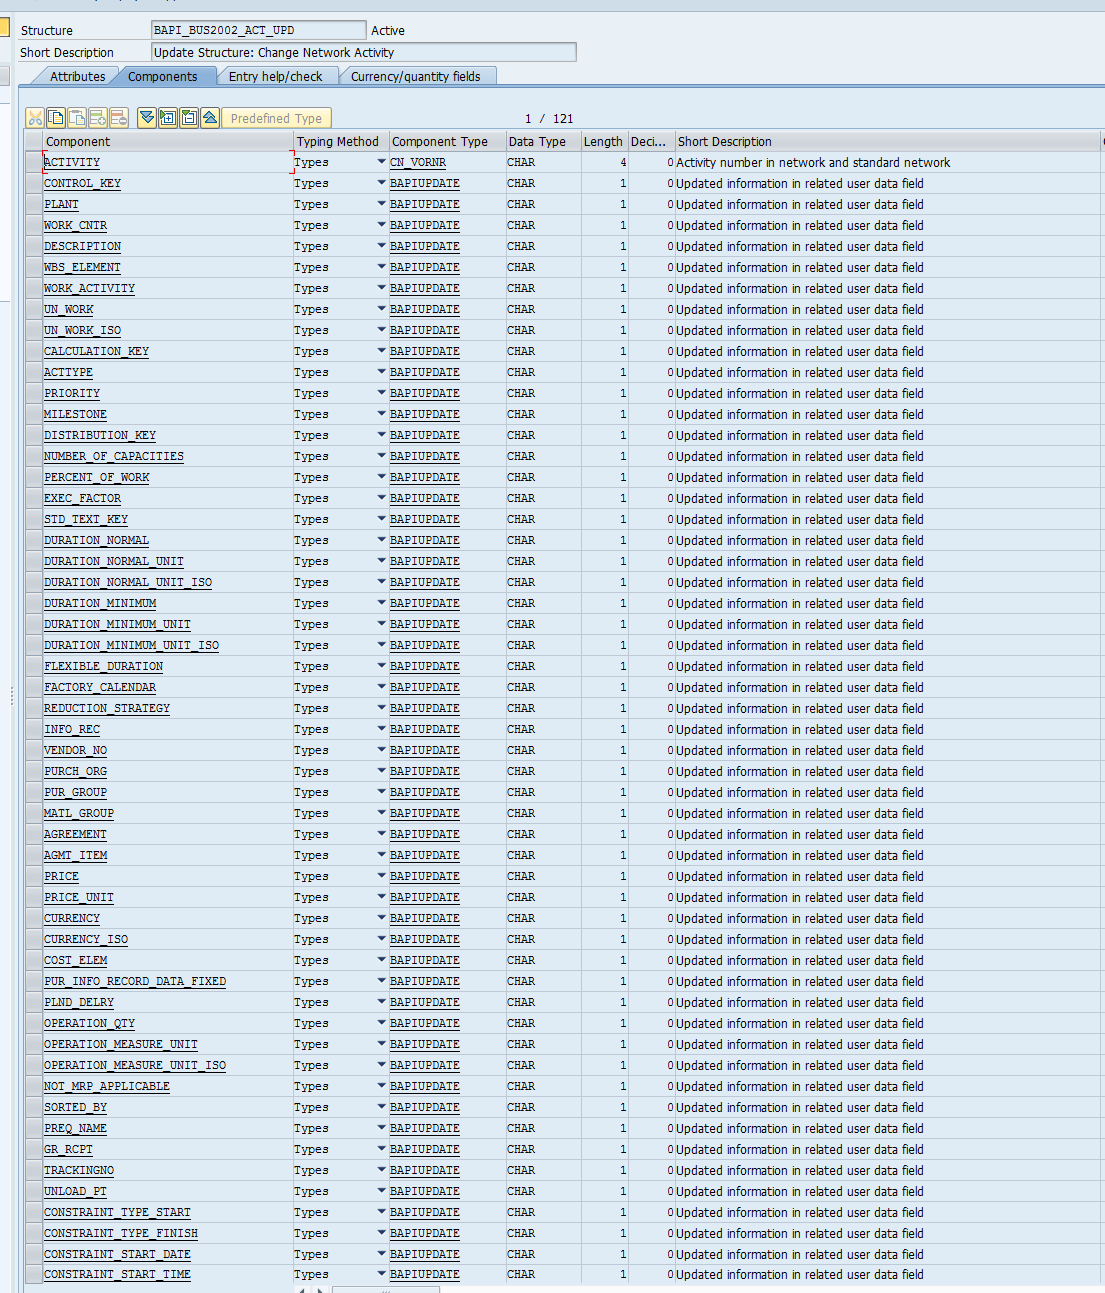 Structure BAPI_BUS2002_ACT_UPD Active
Short Description Update Structure: Change Network Activity
Attributes Components Entry help/check Currency/quantity fields
Predefined Type 1 / 121
Component Typing Method Component Type Data Type Length Deci... Short Description
ACTIVITY Types CN_VORNR CHAR 4 0 Activity number in network and standard network
CONTROL_KEY Types BAPIUPDATE CHAR 1 0 Updated information in related user data field
PLANT Types BAPIUPDATE CHAR 1 0 Updated information in related user data field
WORK_CNTR Types BAPIUPDATE CHAR 1 0 Updated information in related user data field
DESCRIPTION Types BAPIUPDATE CHAR 1 0 Updated information in related user data field
WBS_ELEMENT Types BAPIUPDATE CHAR 1 0 Updated information in related user data field
WORK_ACTIVITY Types BAPIUPDATE CHAR 1 0 Updated information in related user data field
UN_WORK Types BAPIUPDATE CHAR 1 0 Updated information in related user data field
UN_WORK_ISO Types BAPIUPDATE CHAR 1 0 Updated information in related user data field
CALCULATION_KEY Types BAPIUPDATE CHAR 1 0 Updated information in related user data field
ACTTYPE Types BAPIUPDATE CHAR 1 0 Updated information in related user data field
PRIORITY Types BAPIUPDATE CHAR 1 0 Updated information in related user data field
MILESTONE Types BAPIUPDATE CHAR 1 0 Updated information in related user data field
DISTRIBUTION_KEY Types BAPIUPDATE CHAR 1 0 Updated information in related user data field
NUMBER_OF_CAPACITIES Types BAPIUPDATE CHAR 1 0 Updated information in related user data field
PERCENT_OF_WORK Types BAPIUPDATE CHAR 1 0 Updated information in related user data field
EXEC_FACTOR Types BAPIUPDATE CHAR 1 0 Updated information in related user data field
STD_TEXT_KEY Types BAPIUPDATE CHAR 1 0 Updated information in related user data field
DURATION_NORMAL Types BAPIUPDATE CHAR 1 0 Updated information in related user data field
DURATION_NORMAL_UNIT Types BAPIUPDATE CHAR 1 0 Updated information in related user data field
DURATION_NORMAL_UNIT_ISO Types BAPIUPDATE CHAR 1 0 Updated information in related user data field
DURATION_MINIMUM Types BAPIUPDATE CHAR 1 0 Updated information in related user data field
DURATION_MINIMUM_UNIT Types BAPIUPDATE CHAR 1 0 Updated information in related user data field
DURATION_MINIMUM_UNIT_ISO Types BAPIUPDATE CHAR 1 0 Updated information in related user data field
FLEXIBLE_DURATION Types BAPIUPDATE CHAR 1 0 Updated information in related user data field
FACTORY_CALENDAR Types BAPIUPDATE CHAR 1 0 Updated information in related user data field
REDUCTION_STRATEGY Types BAPIUPDATE CHAR 1 0 Updated information in related user data field
INFO_REC Types BAPIUPDATE CHAR 1 0 Updated information in related user data field
VENDOR_NO Types BAPIUPDATE CHAR 1 0 Updated information in related user data field
PURCH_ORG Types BAPIUPDATE CHAR 1 0 Updated information in related user data field
PUR_GROUP Types BAPIUPDATE CHAR 1 0 Updated information in related user data field
MATL_GROUP Types BAPIUPDATE CHAR 1 0 Updated information in related user data field
AGREEMENT Types BAPIUPDATE CHAR 1 0 Updated information in related user data field
AGMT_ITEM Types BAPIUPDATE CHAR 1 0 Updated information in related user data field
PRICE Types BAPIUPDATE CHAR 1 0 Updated information in related user data field
PRICE_UNIT Types BAPIUPDATE CHAR 1 0 Updated information in related user data field
CURRENCY Types BAPIUPDATE CHAR 1 0 Updated information in related user data field
CURRENCY_ISO Types BAPIUPDATE CHAR 1 0 Updated information in related user data field
COST_ELEM Types BAPIUPDATE CHAR 1 0 Updated information in related user data field
PUR_INFO_RECORD_DATA_FIXED Types BAPIUPDATE CHAR 1 0 Updated information in related user data field
PLND_DELRY Types BAPIUPDATE CHAR 1 0 Updated information in related user data field
OPERATION_QTY Types BAPIUPDATE CHAR 1 0 Updated information in related user data field
OPERATION_MEASURE_UNIT Types BAPIUPDATE CHAR 1 0 Updated information in related user data field
OPERATION_MEASURE_UNIT_ISO Types BAPIUPDATE CHAR 1 0 Updated information in related user data field
NOT_MRP_APPLICABLE Types BAPIUPDATE CHAR 1 0 Updated information in related user data field
SORTED_BY Types BAPIUPDATE CHAR 1 0 Updated information in related user data field
PREQ_NAME Types BAPIUPDATE CHAR 1 0 Updated information in related user data field
GR_RCPT Types BAPIUPDATE CHAR 1 0 Updated information in related user data field
TRACKINGNO Types BAPIUPDATE CHAR 1 0 Updated information in related user data field
UNLOAD_PT Types BAPIUPDATE CHAR 1 0 Updated information in related user data field
CONSTRAINT_TYPE_START Types BAPIUPDATE CHAR 1 0 Updated information in related user data field
CONSTRAINT_TYPE_FINISH Types BAPIUPDATE CHAR 1 0 Updated information in related user data field
CONSTRAINT_START_DATE Types BAPIUPDATE CHAR 1 0 Updated information in related user data field
CONSTRAINT_START_TIME Types BAPIUPDATE CHAR 1 0 Updated information in related user data field